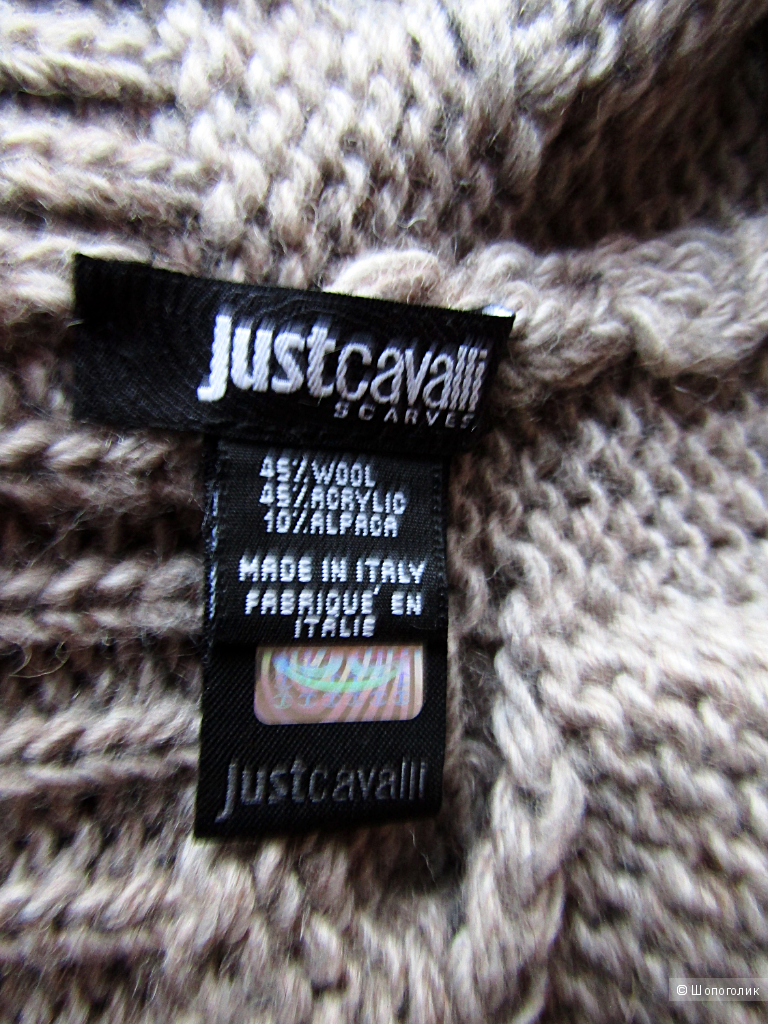 justcavalli
SCARVES
45%WOOL
45%ACRYLIC
10%ALPACA
MADE IN ITALY
FABRIQUE' EN
ITALIE
justcavalli
© Шопоголик